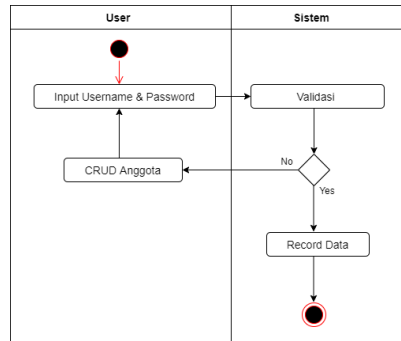 User
Sistem
Input Username & Password
Validasi
No
CRUD Anggota
Yes
Record Data